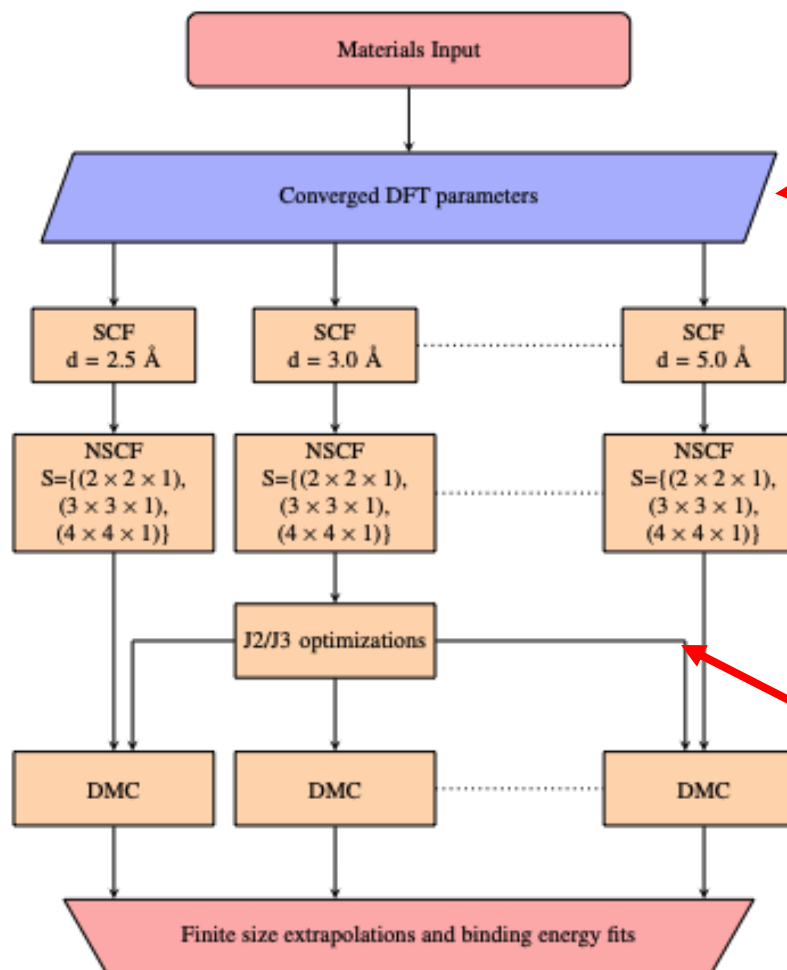 Materials Input
Converged DFT parameters
SCF
d = 2.5 Å
SCF
d = 3.0 Å
SCF
d = 5.0 Å
NSCF
S={(2 × 2 × 1),
(3 × 3 × 1),
(4 × 4 × 1)}
NSCF
S={(2 × 2 × 1),
(3 × 3 × 1),
(4 × 4 × 1)}
NSCF
S={(2 × 2 × 1),
(3 × 3 × 1),
(4 × 4 × 1)}
J2/J3 optimizations
DMC
DMC
DMC
Finite size extrapolations and binding energy fits